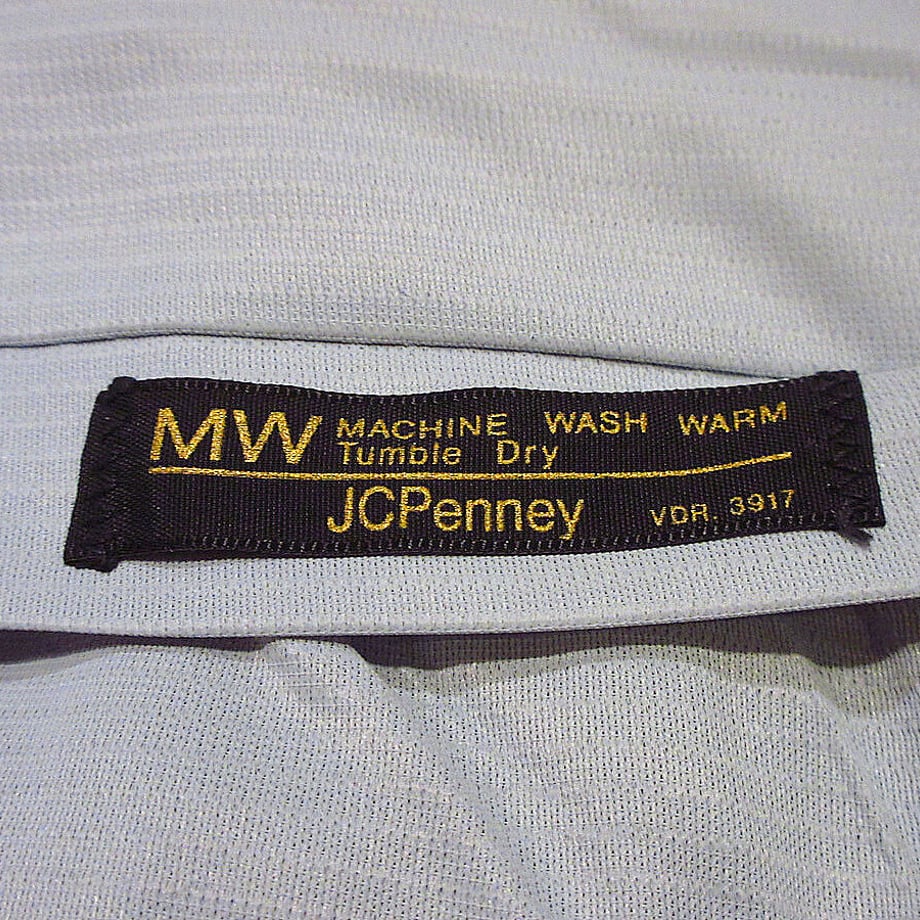 MW MACHINE WASH WARM
Tumble Dry
JCPenney VDR. 3917